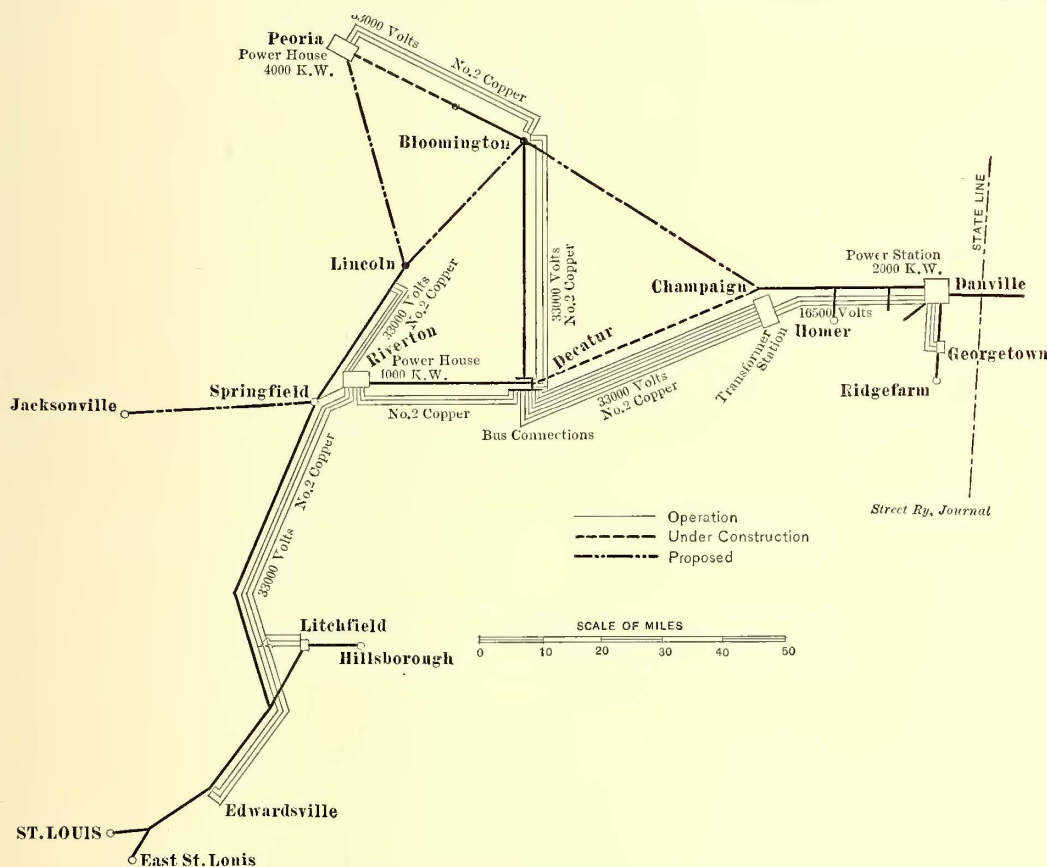 33000 Volts
Peoria
Power House
4000 K.W.
No.2 Copper
Bloomington
STATE LINE
Lincoln
33000 Volts
No.2 Copper
33000 Volts
No.2 Copper
Power Station
2000 K.W.
Champaign
Danville
16500 Volts
Homer
Riverton
Power House
1000 K.W.
Decatur
Transformer
Station
Georgetown
Springfield
33000 Volts
No.2 Copper
Ridgefarm
Jacksonville
No.2 Copper
Bus Connections
No.2 Copper
Street Ry. Journal
Operation
Under Construction
Proposed
33000 Volts
Litchfield
Hillsborough
SCALE OF MILES
0 10 20 30 40 50
Edwardsville
ST. LOUIS
East St. Louis